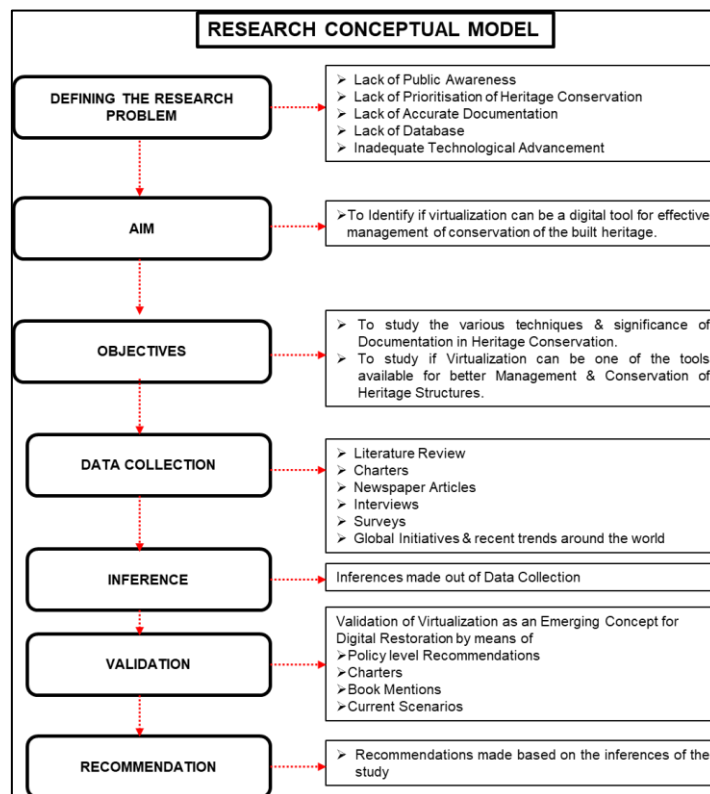 RESEARCH CONCEPTUAL MODEL
DEFINING THE RESEARCH
PROBLEM
➢ Lack of Public Awareness
➢ Lack of Prioritisation of Heritage Conservation
➢ Lack of Accurate Documentation
➢ Lack of Database
➢ Inadequate Technological Advancement
AIM
➢To Identify if virtualization can be a digital tool for effective
management of conservation of the built heritage.
OBJECTIVES
➢ To study the various techniques & significance of
Documentation in Heritage Conservation.
➢ To study if Virtualization can be one of the tools
available for better Management & Conservation of
Heritage Structures.
DATA COLLECTION
➢ Literature Review
➢ Charters
➢ Newspaper Articles
➢ Interviews
➢ Surveys
➢ Global Initiatives & recent trends around the world
INFERENCE
Inferences made out of Data Collection
VALIDATION
Validation of Virtualization as an Emerging Concept for
Digital Restoration by means of
➢Policy level Recommendations
➢Charters
➢Book Mentions
➢Current Scenarios
RECOMMENDATION
➢ Recommendations made based on the inferences of the
study